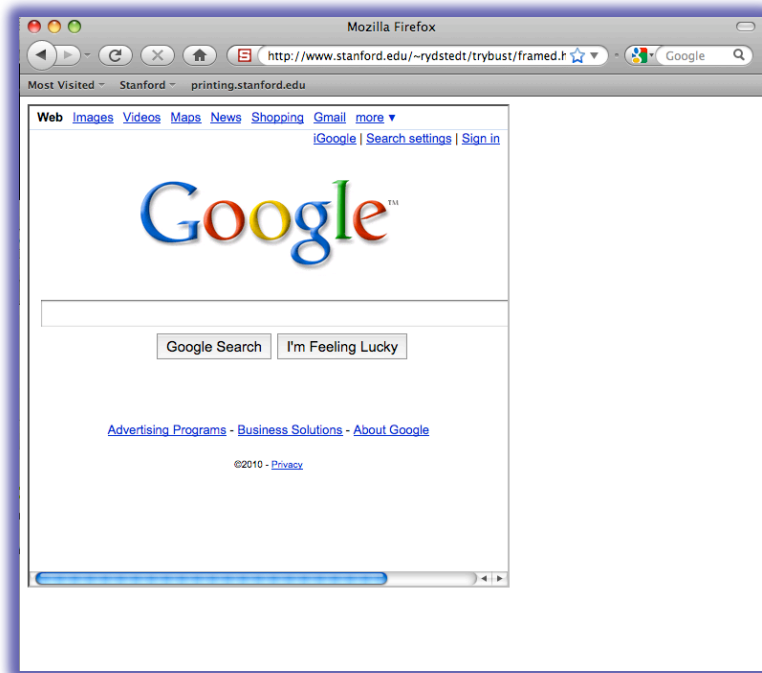 Mozilla Firefox
http://www.stanford.edu/~rydstedt/trybust/framed.h Google
Most Visited Stanford printing.stanford.edu
Web Images Videos Maps News Shopping Gmail more ▼
iGoogle | Search settings | Sign in
Google™
Google Search I'm Feeling Lucky
Advertising Programs - Business Solutions - About Google
©2010 - Privacy